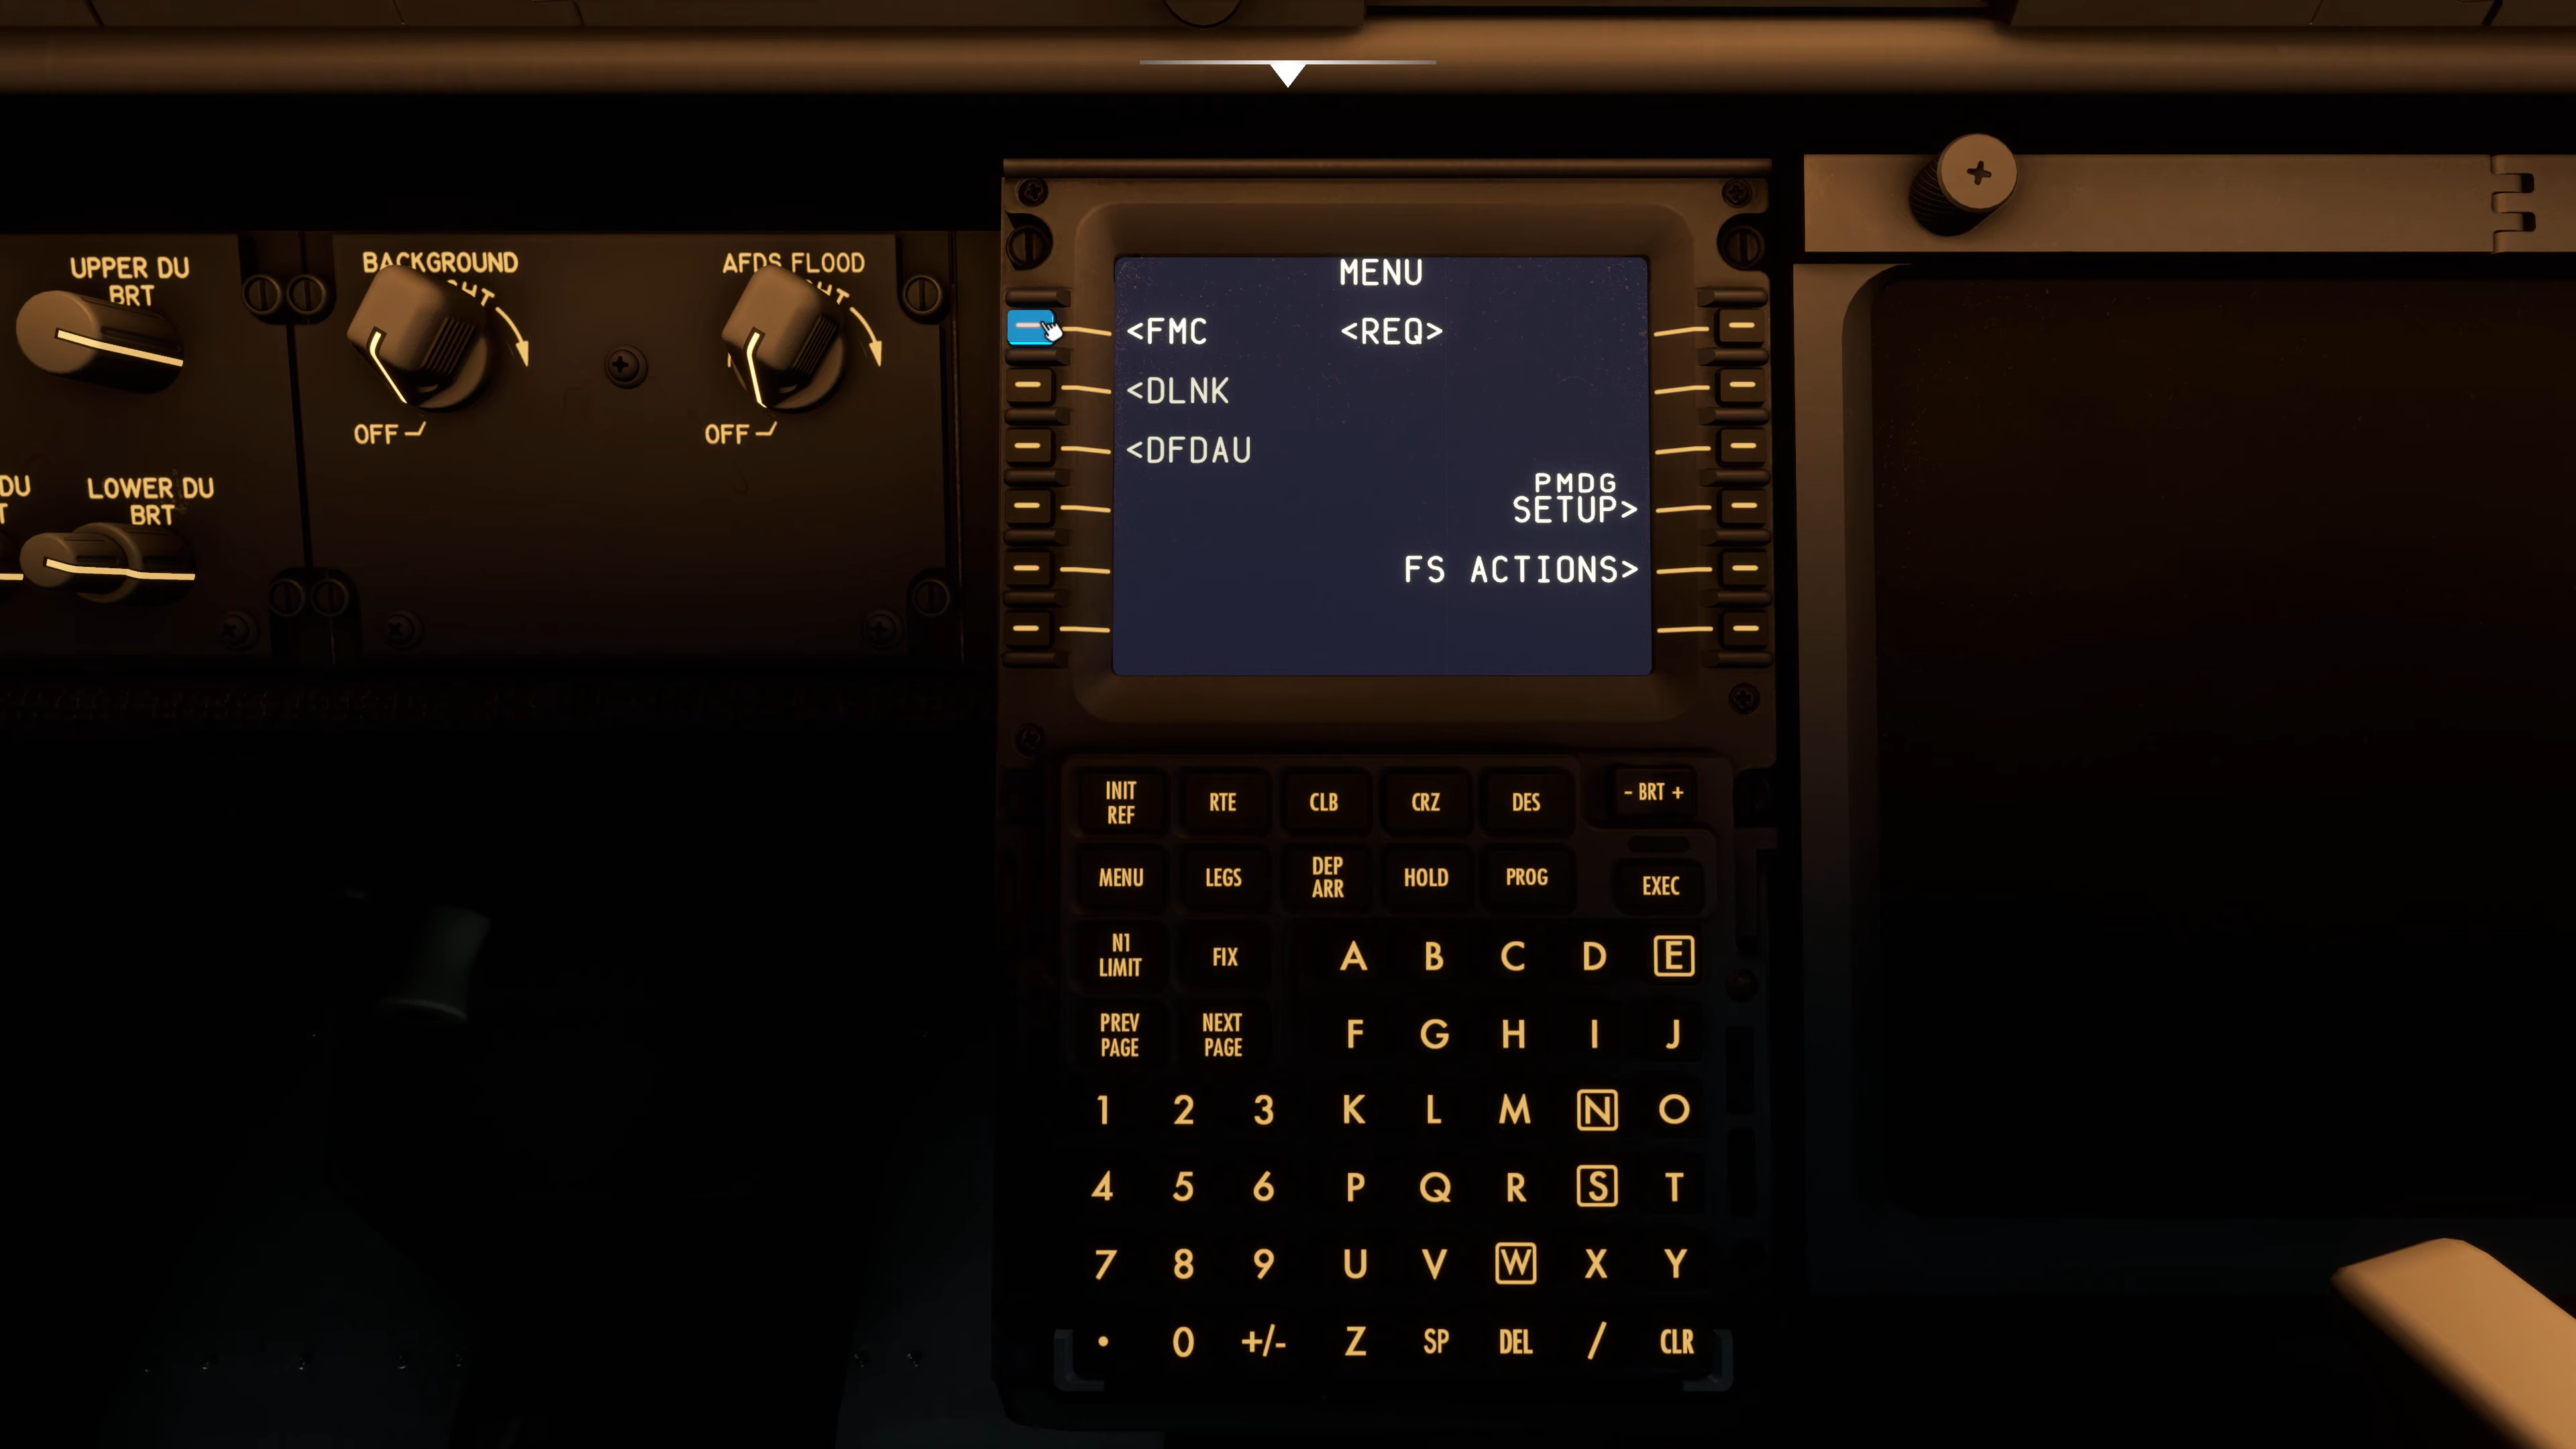 UPPER DU
BRT
BACKGROUND
AFDS FLOOD
OFF
OFF
DU
LOWER DU
BRT
MENU
<FMC <REQ>
<DLNK
<DFDAU
PMDG
SETUP>
FS ACTIONS>
INIT
REF
RTE
CLB
CRZ
DES
- BRT +
MENU
LEGS
DEP
ARR
HOLD
PROG
EXEC
N1
LIMIT
FIX
A B C D E
PREV
PAGE
NEXT
PAGE
F G H I J
1 2 3 K L M N O
4 5 6 P Q R S T
7 8 9 U V W X Y
. 0 +/- Z SP DEL / CLR